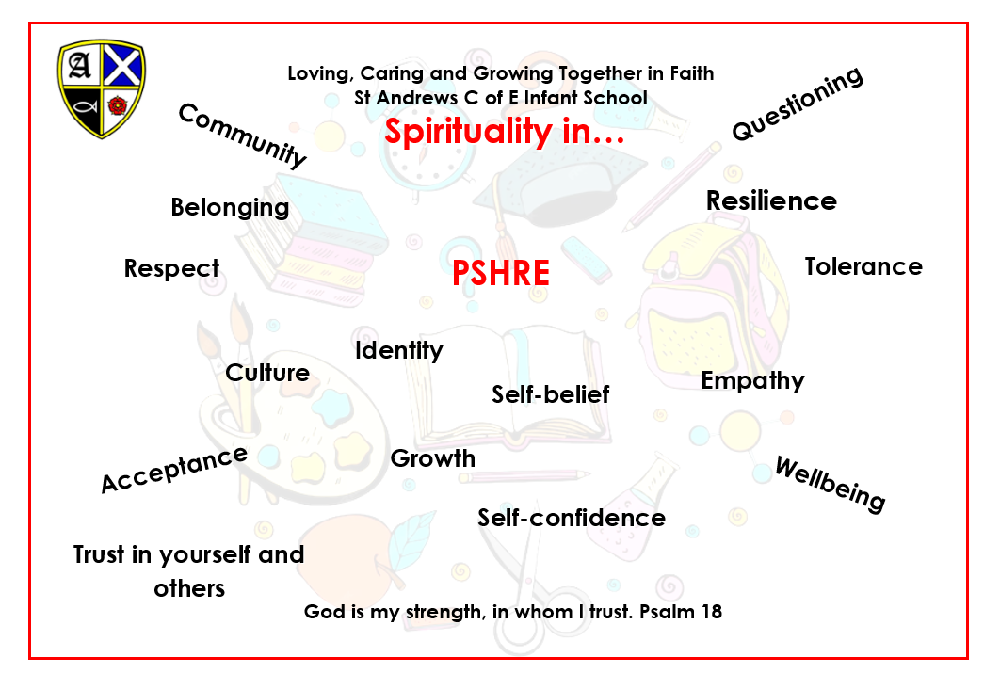 A
Loving, Caring and Growing Together in Faith
St Andrews C of E Infant School
Spirituality in...
Questioning
Community
Belonging
Resilience
Respect
PSHRE
Tolerance
Identity
Culture
Self-belief
Empathy
Acceptance
Growth
Wellbeing
Self-confidence
Trust in yourself and
others
God is my strength, in whom I trust. Psalm 18